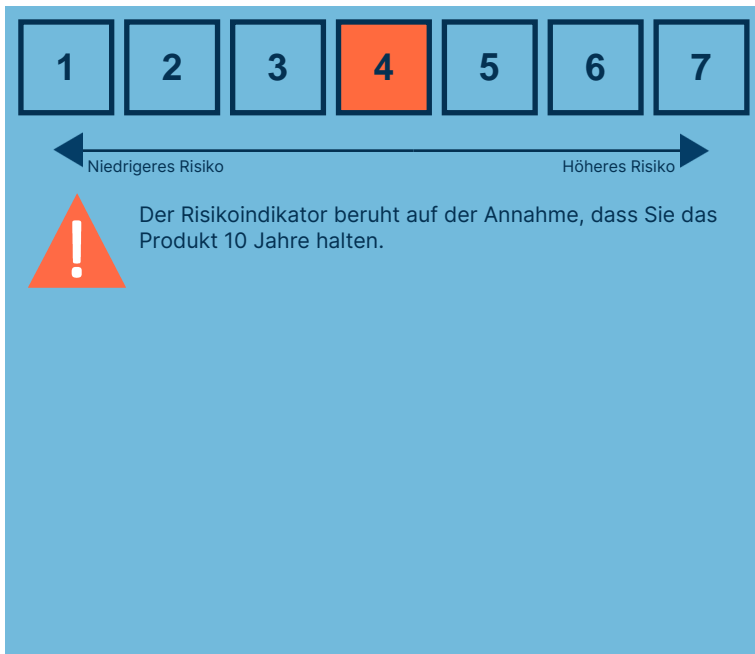 1 2 3 4 5 6 7
Niedrigeres Risiko Höheres Risiko
Der Risikoindikator beruht auf der Annahme, dass Sie das
Produkt 10 Jahre halten.